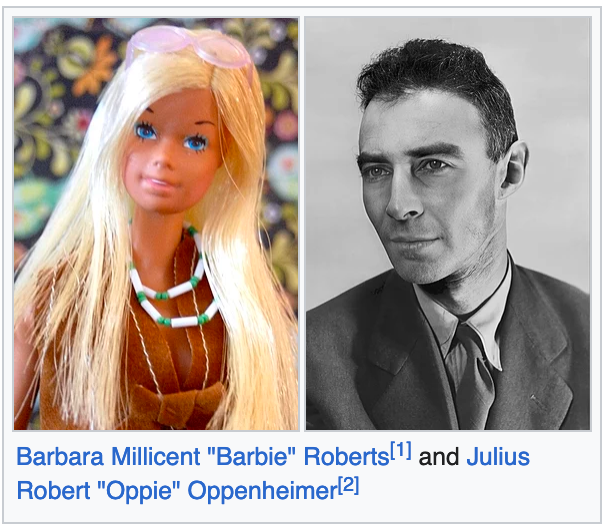 Barbara Millicent "Barbie" Roberts[1] and Julius
Robert "Oppie" Oppenheimer[2]